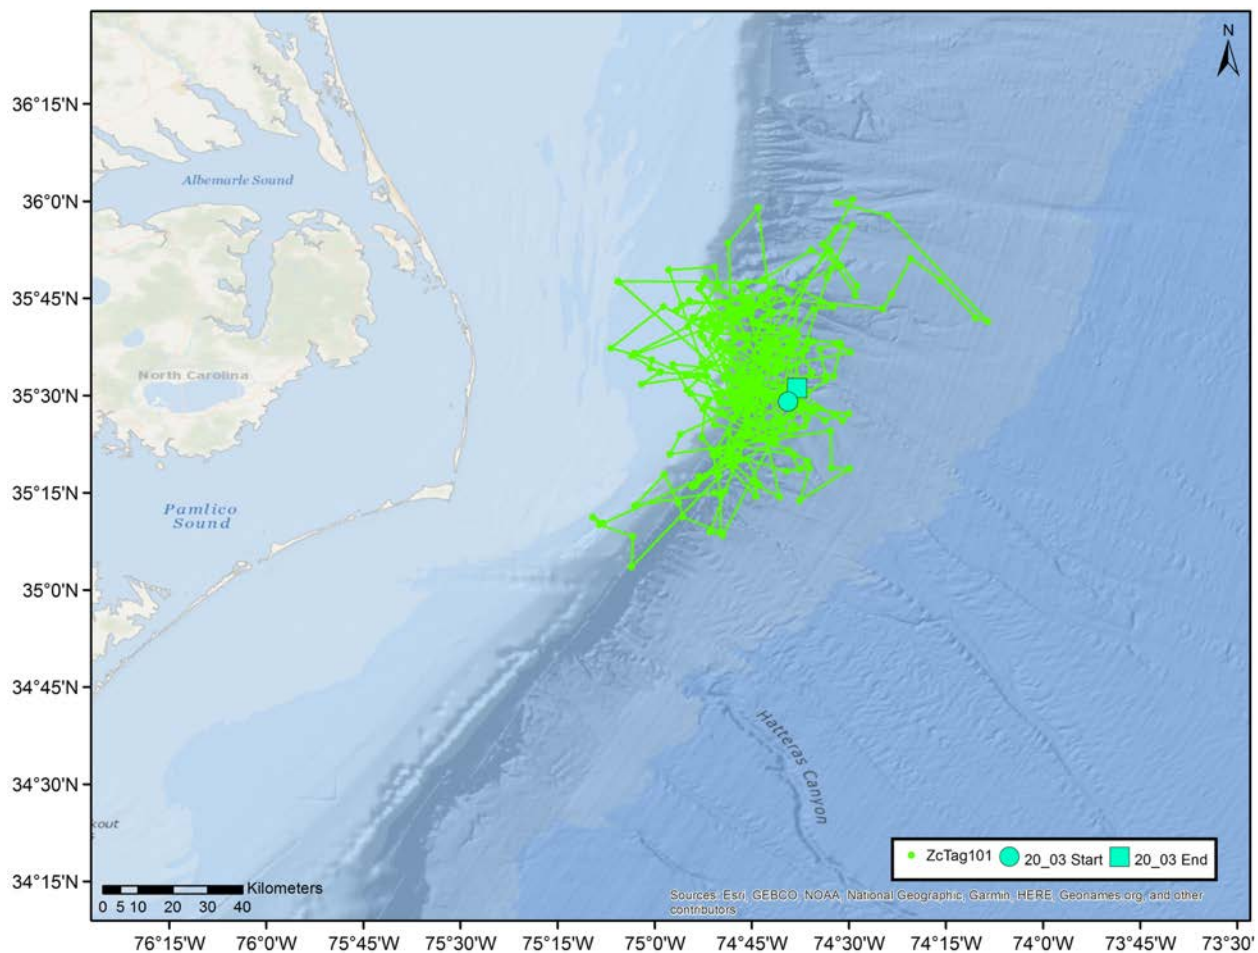 N
36°15'N
Albemarle Sound
36°0'N
35°45'N
North Carolina
35°30'N
35°15'N
Pamlico
Sound
35°0'N
34°45'N
Hatteras Canyon
34°30'N
kout
ZcTag101 20_03 Start 20_03 End
34°15'N
Kilometers
0 5 10 20 30 40
Sources: Esri, GEBCO, NOAA, National Geographic, Garmin, HERE, Geonames.org, and other
contributors
76°15'W 76°0'W 75°45'W 75°30'W 75°15'W 75°0'W 74°45'W 74°30'W 74°15'W 74°0'W 73°45'W 73°30'